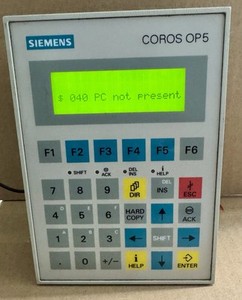 SIEMENS COROS OP5
$ 040 PC not present
F1 F2 F3 F4 F5 F6
SHIFT ACK DEL INS i HELP
7 8 9 DIR INS DEL ESC
4 5 6 HARD COPY ACK
1 2 3 SHIFT
. 0 +/− i HELP ENTER